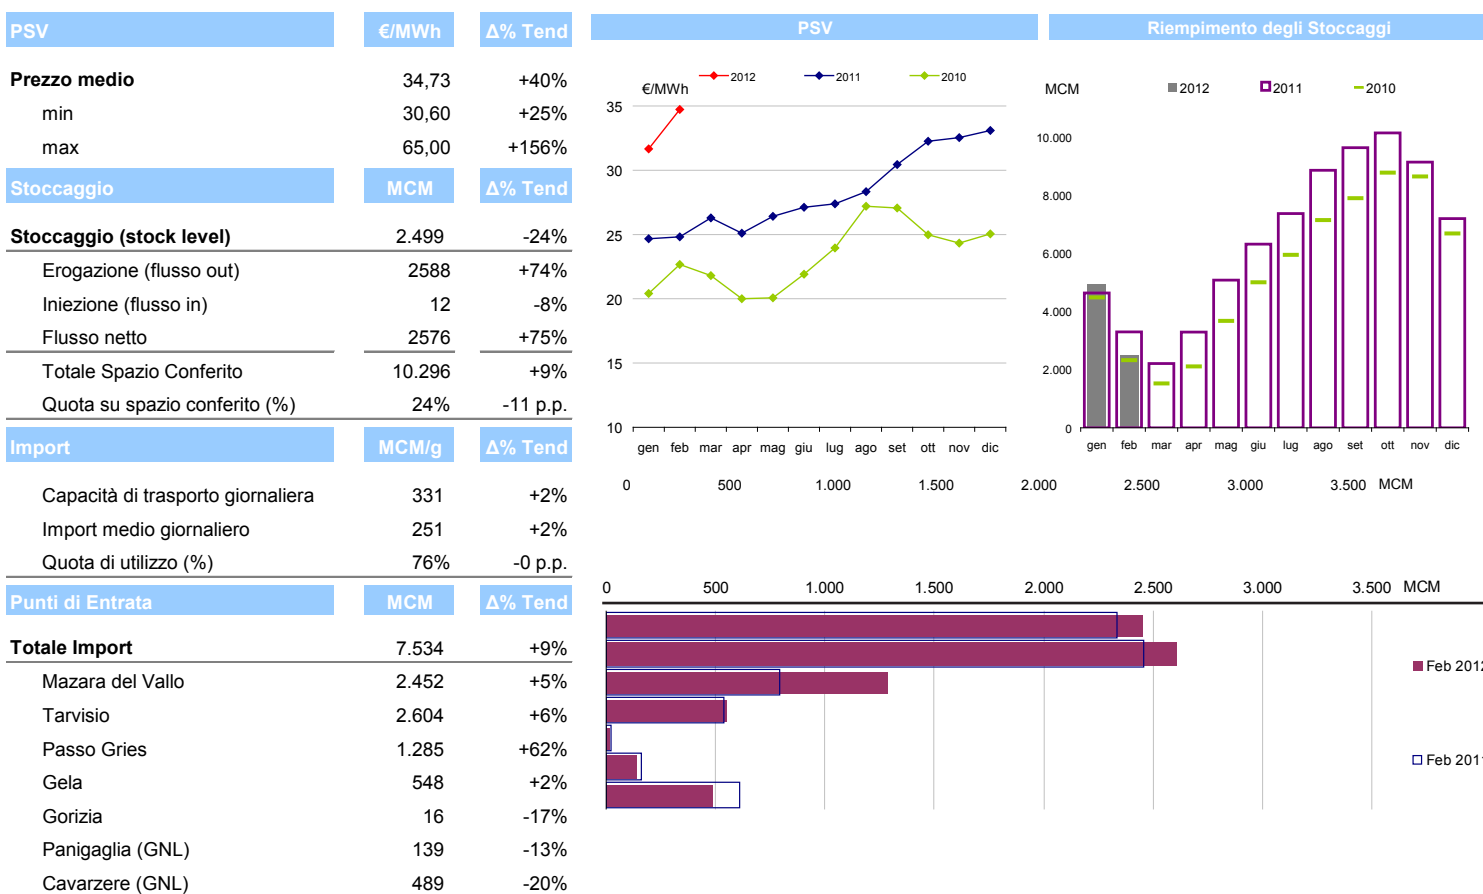 PSV €/MWh Δ% Tend
Prezzo medio 34,73 +40%
min 30,60 +25%
max 65,00 +156%
Stoccaggio MCM Δ% Tend
Stoccaggio (stock level) 2.499 -24%
Erogazione (flusso out) 2588 +74%
Iniezione (flusso in) 12 -8%
Flusso netto 2576 +75%
Totale Spazio Conferito 10.296 +9%
Quota su spazio conferito (%) 24% -11 p.p.
Import MCM/g Δ% Tend
Capacità di trasporto giornaliera 331 +2%
Import medio giornaliero 251 +2%
Quota di utilizzo (%) 76% -0 p.p.
Punti di Entrata MCM Δ% Tend
Totale Import 7.534 +9%
Mazara del Vallo 2.452 +5%
Tarvisio 2.604 +6%
Passo Gries 1.285 +62%
Gela 548 +2%
Gorizia 16 -17%
Panigaglia (GNL) 139 -13%
Cavarzere (GNL) 489 -20%
PSV
2012 2011 2010
€/MWh
35
30
25
20
15
10
gen feb mar apr mag giu lug ago set ott nov dic
Riempimento degli Stoccaggi
MCM 2012 2011 2010
10.000
8.000
6.000
4.000
2.000
0
gen feb mar apr mag giu lug ago set ott nov dic
0 500 1.000 1.500 2.000 2.500 3.000 3.500 MCM
0 500 1.000 1.500 2.000 2.500 3.000 3.500 MCM
Feb 2012
Feb 2011